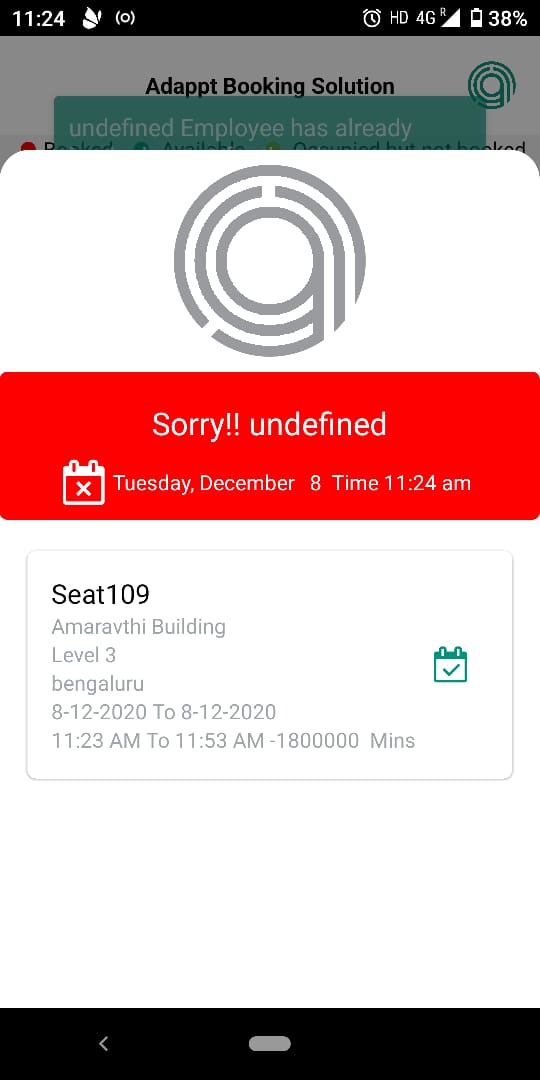 11:24 HD 4G R 38%
Adappt Booking Solution
undefined Employee has already
Booked Available Occupied but not booked
Sorry!! undefined
Tuesday, December 8 Time 11:24 am
Seat109
Amaravthi Building
Level 3
bengaluru
8-12-2020 To 8-12-2020
11:23 AM To 11:53 AM -1800000 Mins